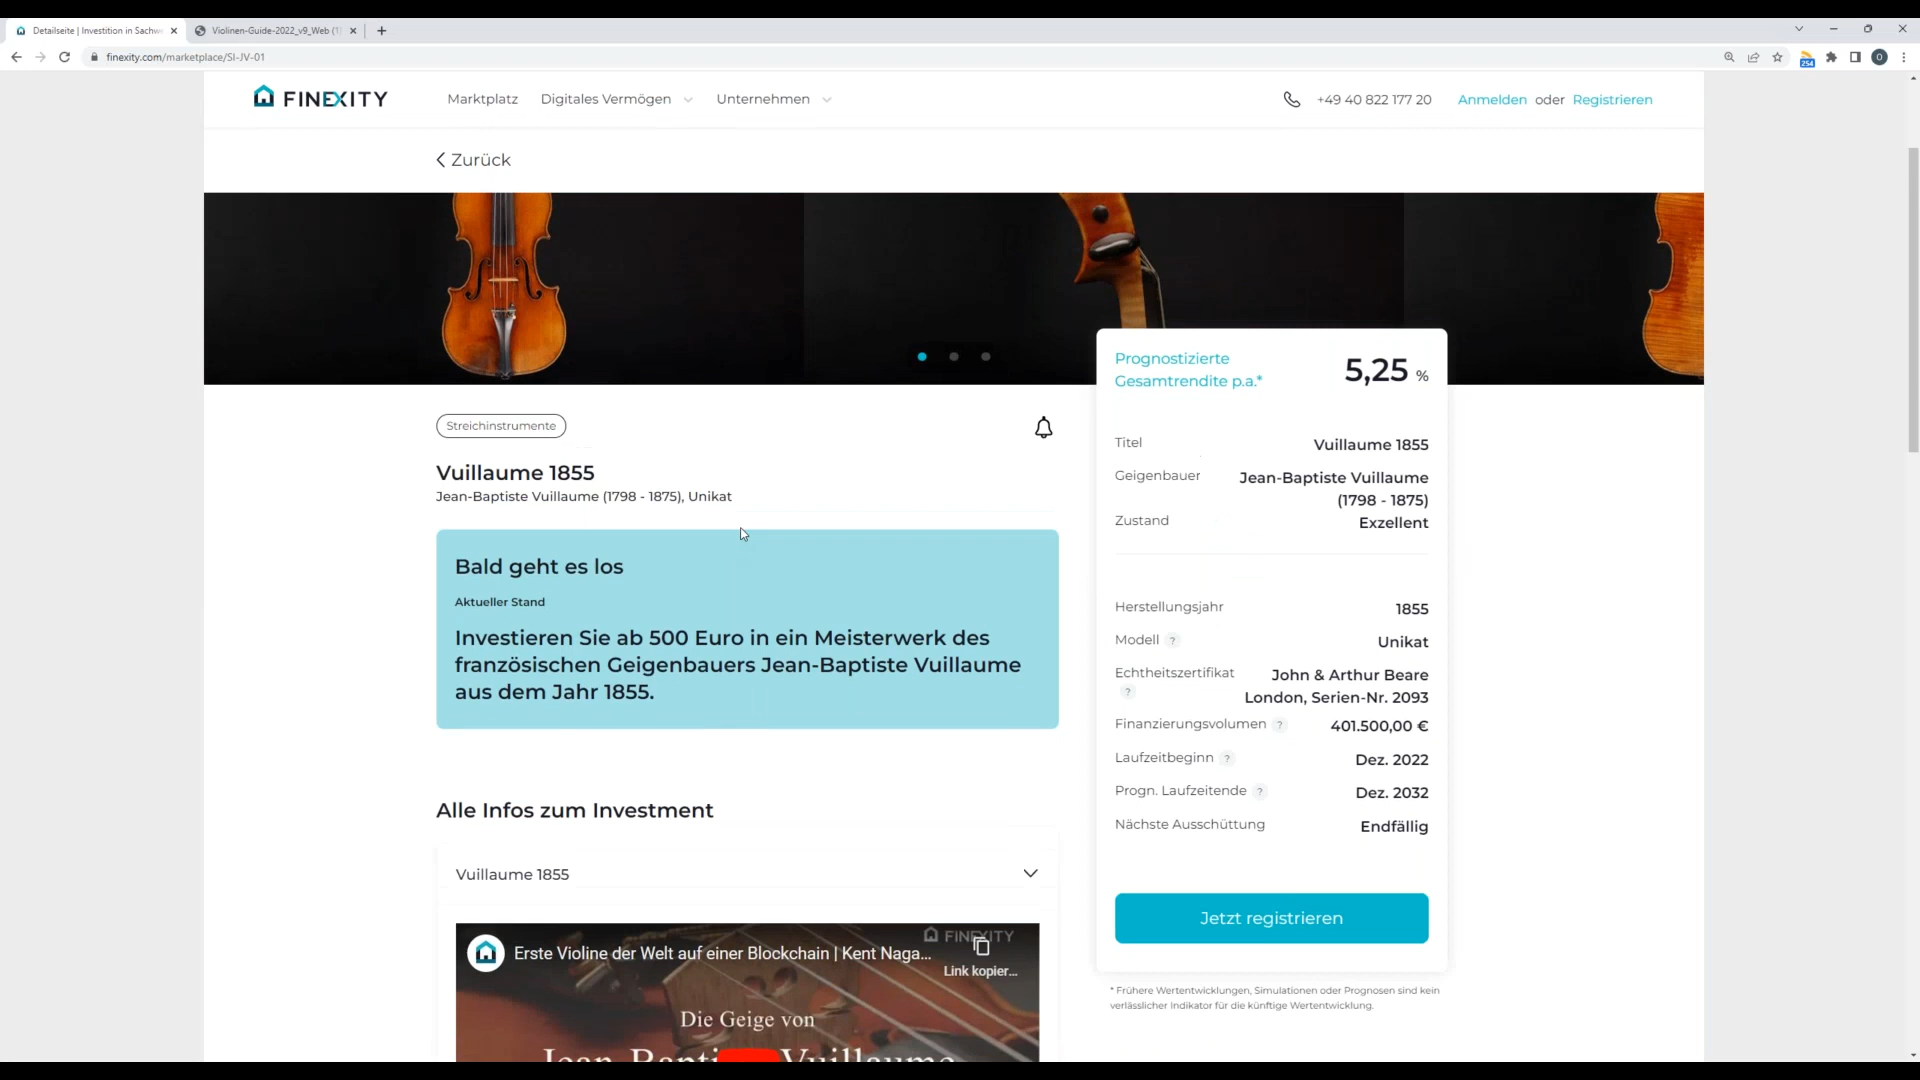 Detailseite | Investition in Sachwe
Violinen-Guide-2022_v9_Web (1)
finexity.com/marketplace/SI-JV-01
254
O
FINEXITY
Marktplatz
Digitales Vermögen
Unternehmen
+49 40 822 177 20
Anmelden oder Registrieren
Zurück
Streichinstrumente
Vuillaume 1855
Jean-Baptiste Vuillaume (1798 - 1875), Unikat
Bald geht es los
Aktueller Stand
Investieren Sie ab 500 Euro in ein Meisterwerk des
französischen Geigenbauers Jean-Baptiste Vuillaume
aus dem Jahr 1855.
Alle Infos zum Investment
Vuillaume 1855
FINEXITY
Erste Violine der Welt auf einer Blockchain | Kent Naga...
Link kopier...
Die Geige von
Jean-Baptiste Vuillaume
Prognostizierte
Gesamtrendite p.a.*
5,25 %
Titel Vuillaume 1855
Geigenbauer Jean-Baptiste Vuillaume
(1798 - 1875)
Zustand Exzellent
Herstellungsjahr 1855
Modell ? Unikat
Echtheitszertifikat John & Arthur Beare
? London, Serien-Nr. 2093
Finanzierungsvolumen ? 401.500,00 €
Laufzeitbeginn ? Dez. 2022
Progn. Laufzeitende ? Dez. 2032
Nächste Ausschüttung Endfällig
Jetzt registrieren
* Frühere Wertentwicklungen, Simulationen oder Prognosen sind kein
verlässlicher Indikator für die künftige Wertentwicklung.